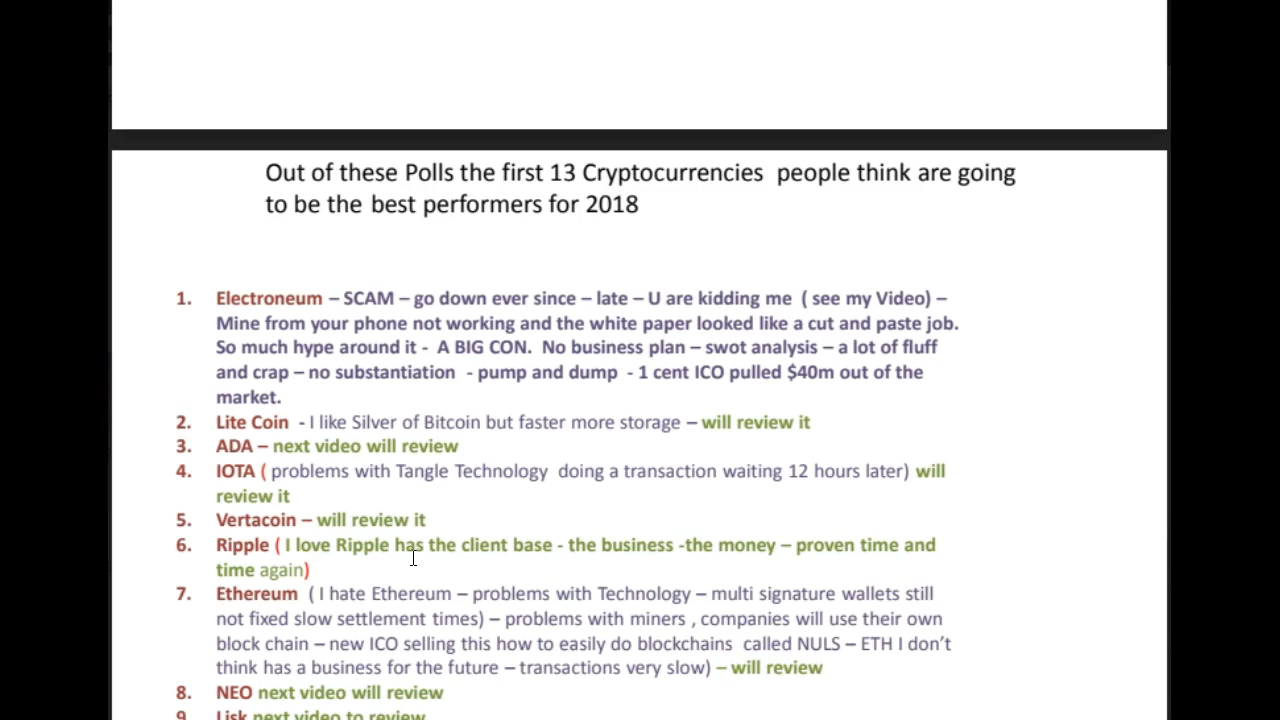 Out of these Polls the first 13 Cryptocurrencies people think are going
to be the best performers for 2018
1. Electroneum – SCAM – go down ever since – late – U are kidding me ( see my Video) –
Mine from your phone not working and the white paper looked like a cut and paste job.
So much hype around it - A BIG CON. No business plan – swot analysis – a lot of fluff
and crap – no substantiation - pump and dump - 1 cent ICO pulled $40m out of the
market.
2. Lite Coin - I like Silver of Bitcoin but faster more storage – will review it
3. ADA – next video will review
4. IOTA ( problems with Tangle Technology doing a transaction waiting 12 hours later) will
review it
5. Vertacoin – will review it
6. Ripple ( I love Ripple has the client base - the business -the money – proven time and
time again)
7. Ethereum ( I hate Ethereum – problems with Technology – multi signature wallets still
not fixed slow settlement times) – problems with miners , companies will use their own
block chain – new ICO selling this how to easily do blockchains called NULS – ETH I don't
think has a business for the future – transactions very slow) – will review
8. NEO next video will review
9. Lisk next video to review